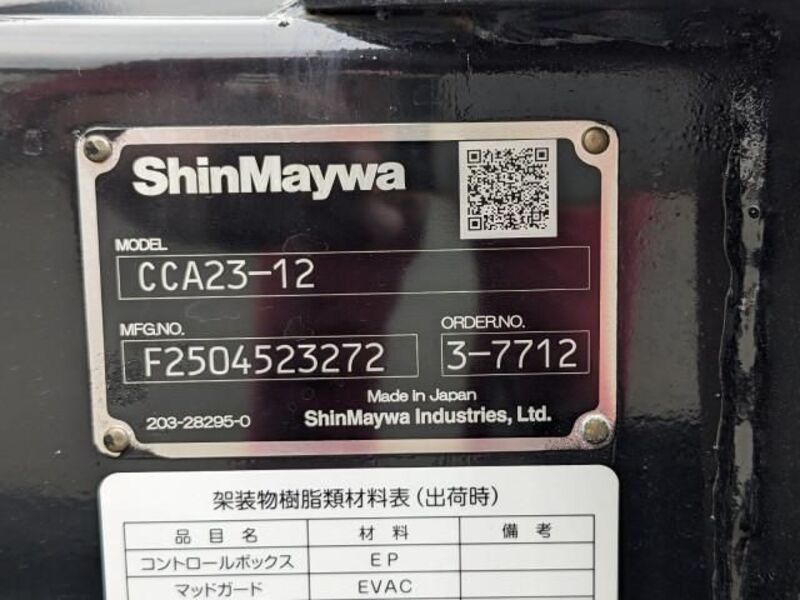 ShinMaywa
MODEL
CCA23-12
MFG.NO. ORDER.NO.
F2504523272 3-7712
Made in Japan
203-28295-0 ShinMaywa Industries, Ltd.
架装物樹脂類材料表(出荷時)
品目名 材料 備考
コントロールボックス EP
マッドガード EVAC